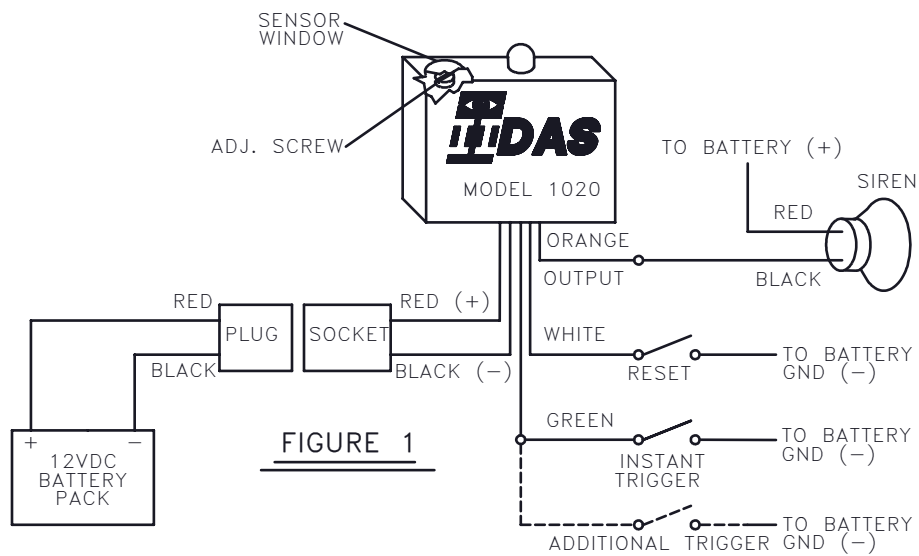 SENSOR
WINDOW
ADJ. SCREW
DAS
MODEL 1020
TO BATTERY (+)
SIREN
RED
ORANGE
OUTPUT
BLACK
RED
PLUG
SOCKET
RED (+)
BLACK
BLACK (−)
WHITE
RESET
TO BATTERY
GND (−)
GREEN
INSTANT
TRIGGER
TO BATTERY
GND (−)
FIGURE 1
+ −
12VDC
BATTERY
PACK
ADDITIONAL TRIGGER
TO BATTERY
GND (−)